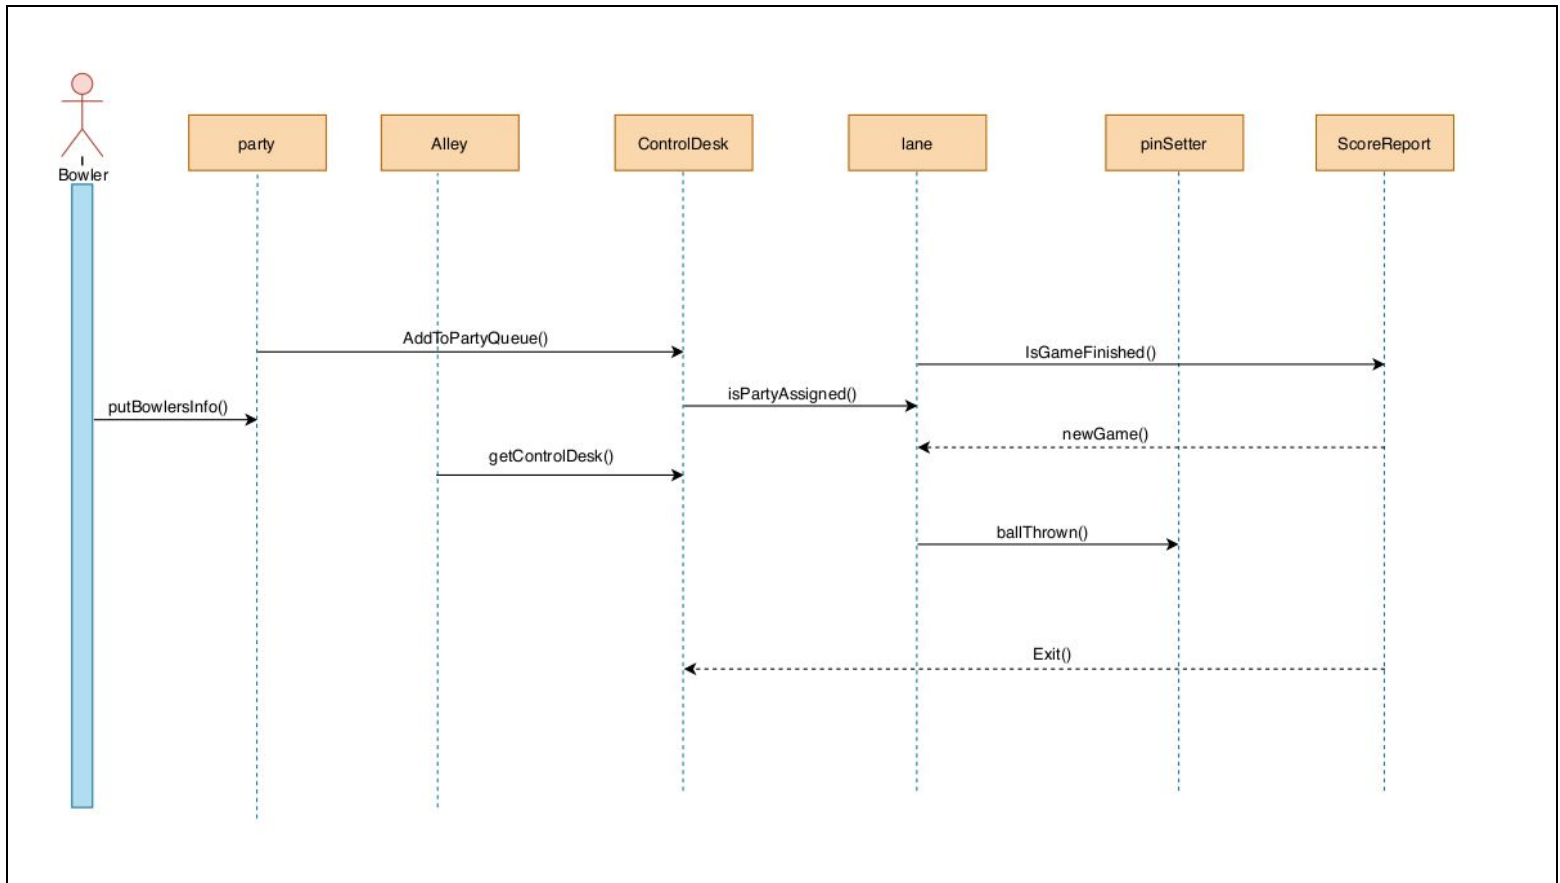 Bowler
party
Alley
ControlDesk
lane
pinSetter
ScoreReport
AddToPartyQueue()
IsGameFinished()
isPartyAssigned()
putBowlersInfo()
newGame()
getControlDesk()
ballThrown()
Exit()